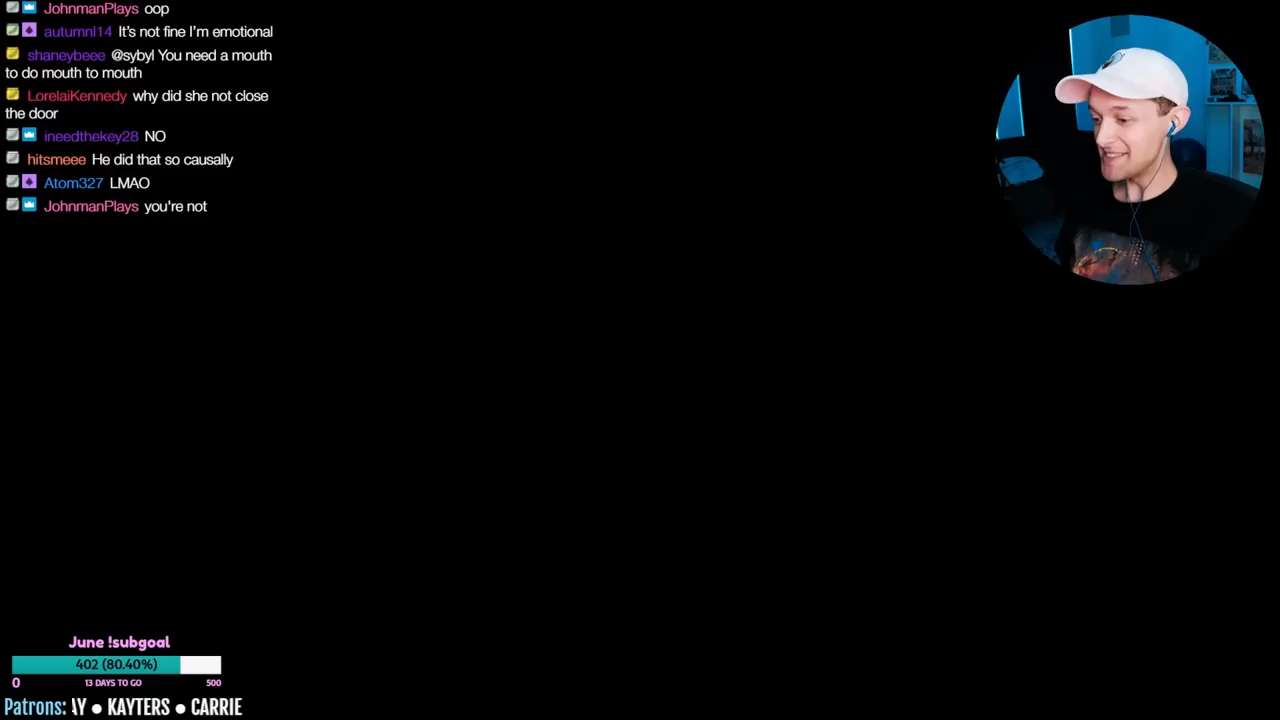 JohnmanPlays oop
autumnl14 It's not fine I'm emotional
shaneybeee @sybyl You need a mouth
to do mouth to mouth
LorelaiKennedy why did she not close
the door
ineedthekey28 NO
hitsmeee He did that so causally
Atom327 LMAO
JohnmanPlays you're not
June !subgoal
402 (80.40%)
0 13 DAYS TO GO 500
Patrons: AY ● KAYTERS ● CARRIE